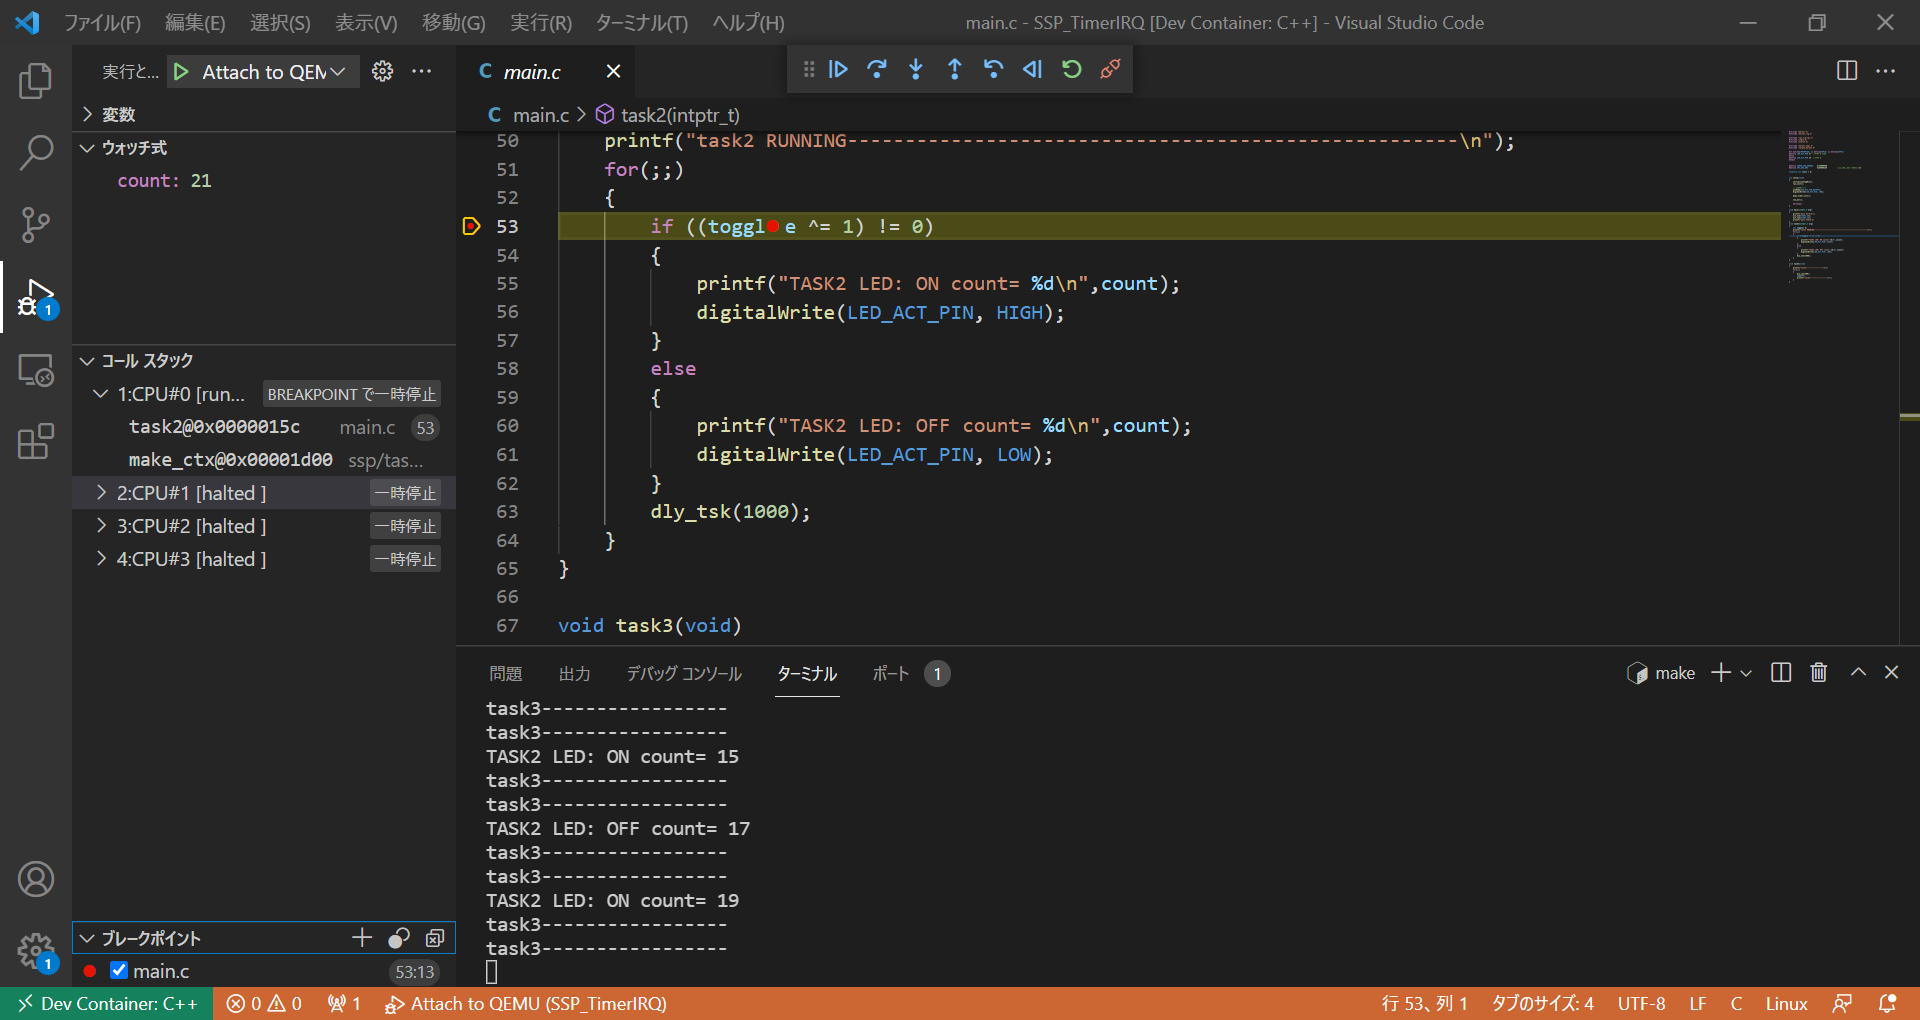 ファイル(F) 編集(E) 選択(S) 表示(V) 移動(G) 実行(R) ターミナル(T) ヘルプ(H) main.c - SSP_TimerIRQ [Dev Container: C++] - Visual Studio Code
実行と... Attach to QEM
変数
ウォッチ式
count: 21
コール スタック
1:CPU#0 [run... BREAKPOINT で一時停止
task2@0x0000015c main.c 53
make_ctx@0x00001d00 ssp/tas...
2:CPU#1 [halted ] 一時停止
3:CPU#2 [halted ] 一時停止
4:CPU#3 [halted ] 一時停止
ブレークポイント
main.c 53:13
1
1
C main.c
C main.c > task2(intptr_t)
50 printf("task2 RUNNING-----------------------------------------------------\n");
51 for(;;)
52 {
53 if ((toggle ^= 1) != 0)
54 {
55 printf("TASK2 LED: ON count= %d\n",count);
56 digitalWrite(LED_ACT_PIN, HIGH);
57 }
58 else
59 {
60 printf("TASK2 LED: OFF count= %d\n",count);
61 digitalWrite(LED_ACT_PIN, LOW);
62 }
63 dly_tsk(1000);
64 }
65 }
66
67 void task3(void)
問題 出力 デバッグ コンソール ターミナル ポート 1 make
task3-----------------
task3-----------------
TASK2 LED: ON count= 15
task3-----------------
task3-----------------
TASK2 LED: OFF count= 17
task3-----------------
task3-----------------
TASK2 LED: ON count= 19
task3-----------------
task3-----------------
Dev Container: C++ 0 0 1 Attach to QEMU (SSP_TimerIRQ) 行 53、列 1 タブのサイズ: 4 UTF-8 LF C Linux